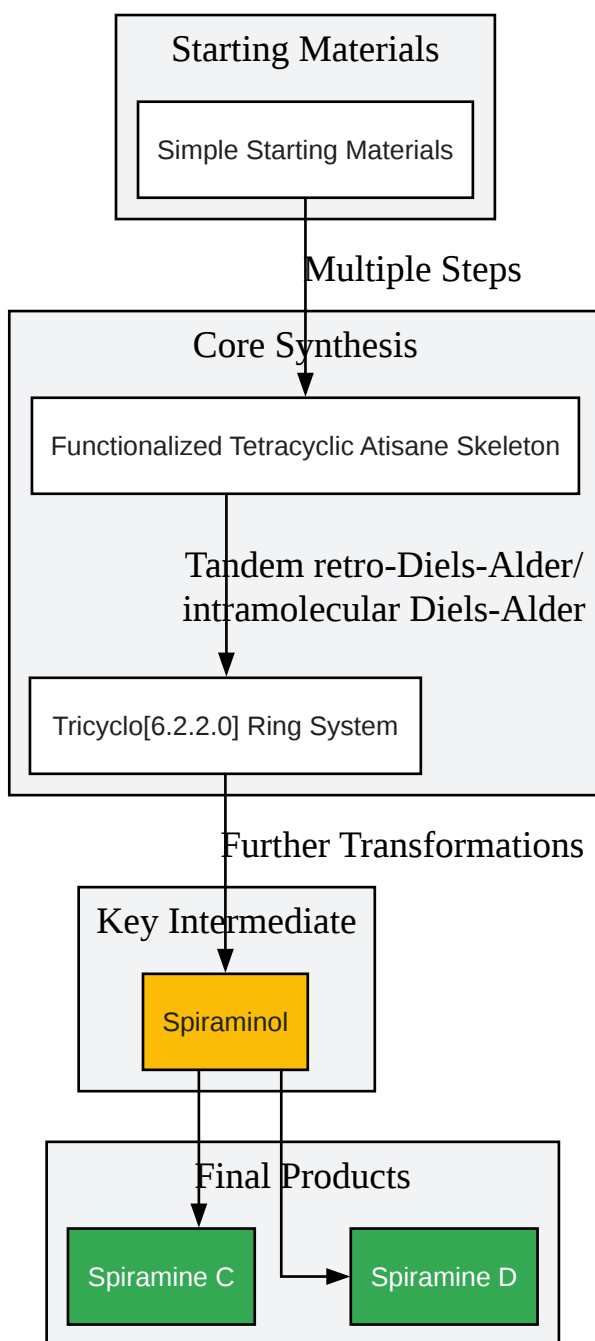 Starting Materials
Simple Starting Materials
Multiple Steps
Core Synthesis
Functionalized Tetracyclic Atisane Skeleton
Tandem retro-Diels-Alder/
intramolecular Diels-Alder
Tricyclo[6.2.2.0] Ring System
Further Transformations
Key Intermediate
Spiraminol
Final Products
Spiramine C
Spiramine D